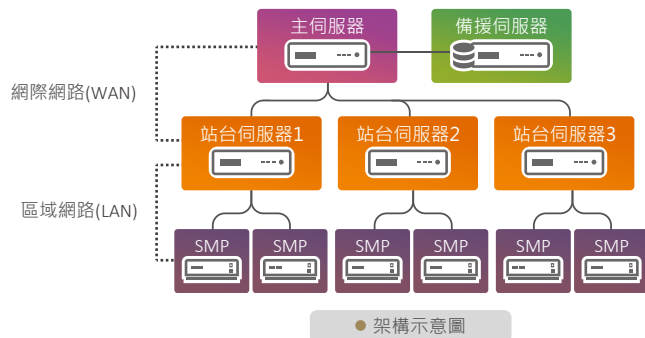 主伺服器
備援伺服器
網際網路(WAN)
站台伺服器1
站台伺服器2
站台伺服器3
區域網路(LAN)
SMP
SMP
SMP
SMP
SMP
SMP
架構示意圖